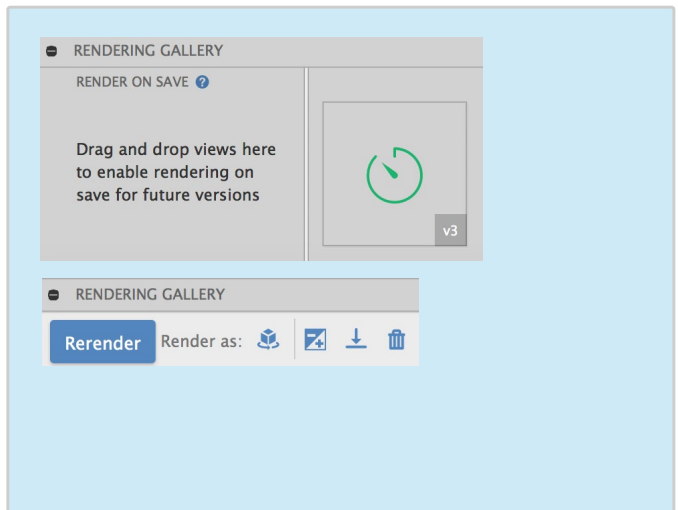 RENDERING GALLERY
RENDER ON SAVE ?
Drag and drop views here
to enable rendering on
save for future versions
v3
RENDERING GALLERY
Rerender Render as: